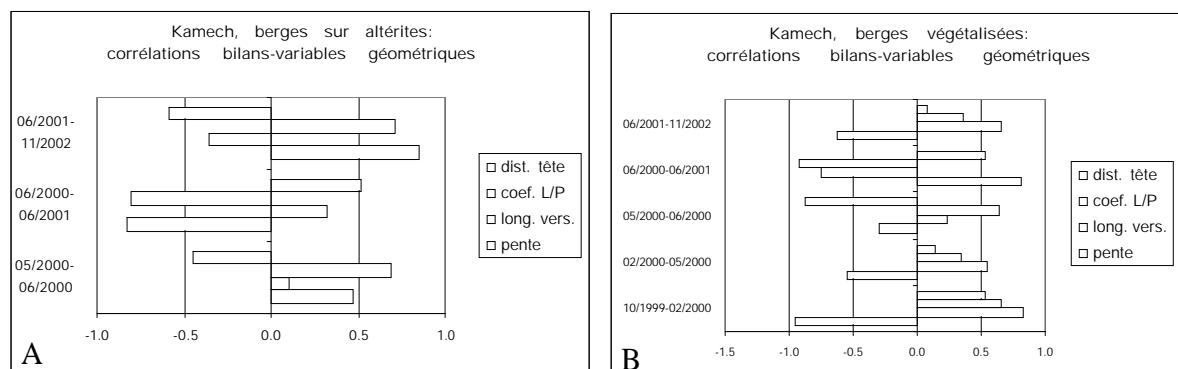 Kamech, berges sur altérites:
corrélations bilans-variables géométriques
06/2001-
11/2002
06/2000-
06/2001
05/2000-
06/2000
-1.0 -0.5 0.0 0.5 1.0
dist. tête
coef. L/P
long. vers.
pente
A
Kamech, berges végétalisées:
corrélations bilans-variables géométriques
06/2001-11/2002
06/2000-06/2001
05/2000-06/2000
02/2000-05/2000
10/1999-02/2000
-1.5 -1.0 -0.5 0.0 0.5 1.0
dist. tête
coef. L/P
long. vers.
pente
B